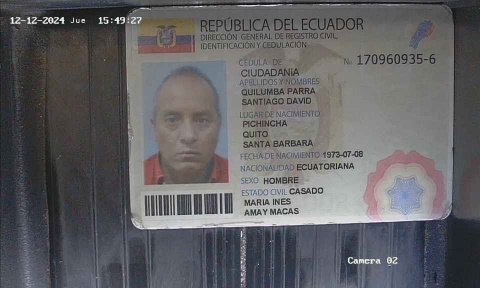 12-12-2024 Jue 15:49:27
REPÚBLICA DEL ECUADOR
DIRECCIÓN GENERAL DE REGISTRO CIVIL,
IDENTIFICACIÓN Y CEDULACIÓN
CÉDULA DE No. 170960935-6
CIUDADANÍA
APELLIDOS Y NOMBRES
QUILUMBA PARRA
SANTIAGO DAVID
LUGAR DE NACIMIENTO
PICHINCHA
QUITO
SANTA BARBARA
FECHA DE NACIMIENTO 1973-07-08
NACIONALIDAD ECUATORIANA
SEXO HOMBRE
ESTADO CIVIL CASADO
MARIA INES
AMAY MACAS
Camera 02